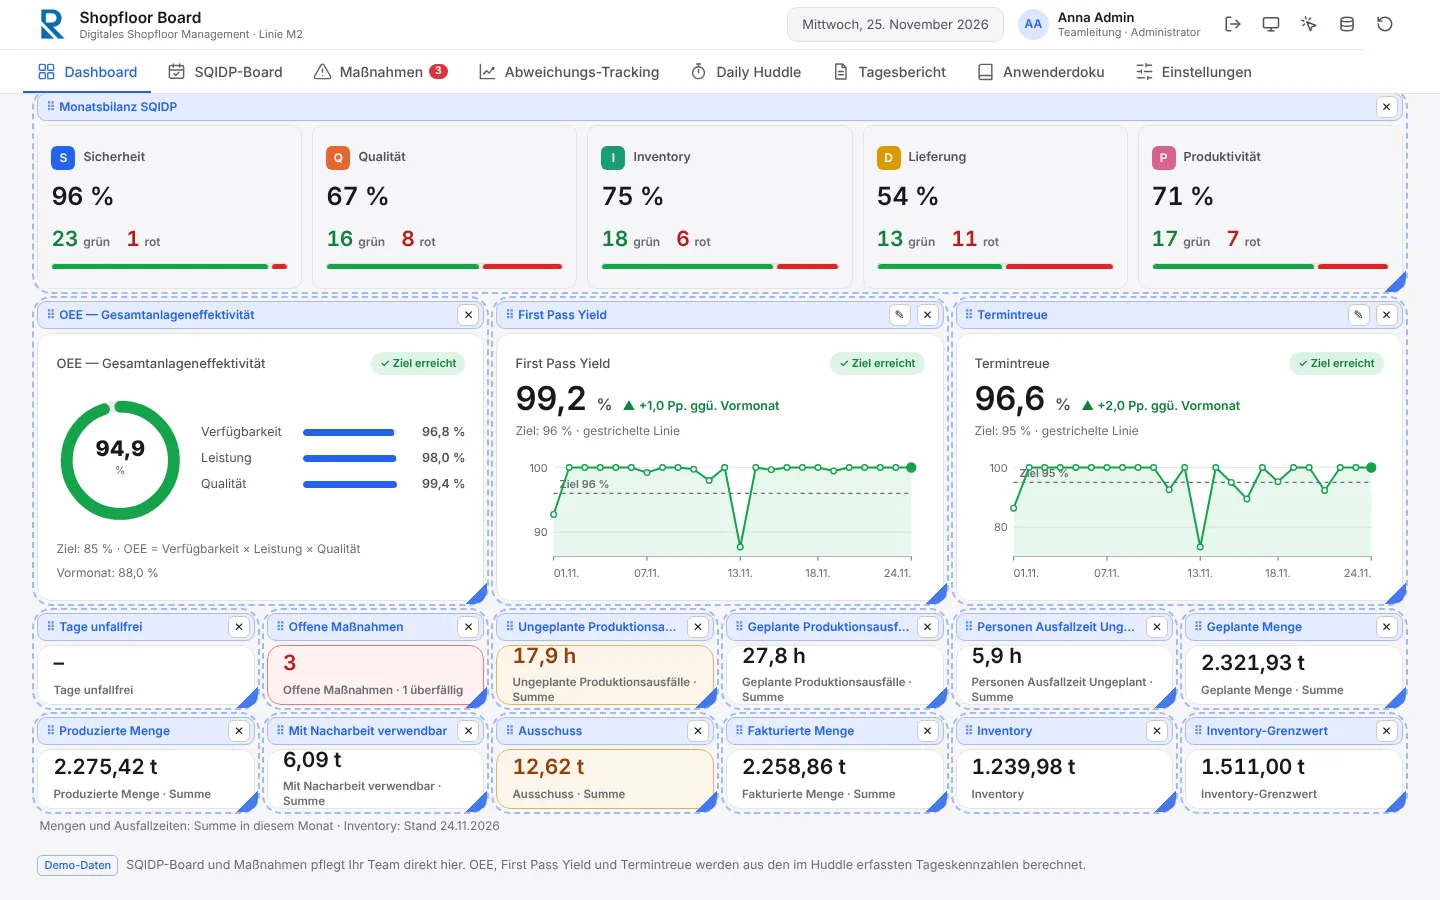 Shopfloor Board
Digitales Shopfloor Management · Linie M2
Mittwoch, 25. November 2026
AA
Anna Admin
Teamleitung · Administrator
Dashboard
SQIDP-Board
Maßnahmen 3
Abweichungs-Tracking
Daily Huddle
Tagesbericht
Anwenderdoku
Einstellungen
Monatsbilanz SQIDP
S Sicherheit
96 %
23 grün 1 rot
Q Qualität
67 %
16 grün 8 rot
I Inventory
75 %
18 grün 6 rot
D Lieferung
54 %
13 grün 11 rot
P Produktivität
71 %
17 grün 7 rot
OEE — Gesamtanlageneffektivität
OEE — Gesamtanlageneffektivität
✓ Ziel erreicht
94,9
%
Verfügbarkeit 96,8 %
Leistung 98,0 %
Qualität 99,4 %
Ziel: 85 % · OEE = Verfügbarkeit × Leistung × Qualität
Vormonat: 88,0 %
First Pass Yield
First Pass Yield
✓ Ziel erreicht
99,2 % ▲ +1,0 Pp. ggü. Vormonat
Ziel: 96 % · gestrichelte Linie
100
Ziel 96 %
90
01.11. 07.11. 13.11. 18.11. 24.11.
Termintreue
Termintreue
✓ Ziel erreicht
96,6 % ▲ +2,0 Pp. ggü. Vormonat
Ziel: 95 % · gestrichelte Linie
100
Ziel 95 %
80
01.11. 07.11. 13.11. 18.11. 24.11.
Tage unfallfrei
–
Tage unfallfrei
Offene Maßnahmen
3
Offene Maßnahmen · 1 überfällig
Ungeplante Produktionsa...
17,9 h
Ungeplante Produktionsausfälle ·
Summe
Geplante Produktionsausf...
27,8 h
Geplante Produktionsausfälle ·
Summe
Personen Ausfallzeit Ung...
5,9 h
Personen Ausfallzeit Ungeplant ·
Summe
Geplante Menge
2.321,93 t
Geplante Menge · Summe
Produzierte Menge
2.275,42 t
Produzierte Menge · Summe
Mit Nacharbeit verwendbar
6,09 t
Mit Nacharbeit verwendbar ·
Summe
Ausschuss
12,62 t
Ausschuss · Summe
Fakturierte Menge
2.258,86 t
Fakturierte Menge · Summe
Inventory
1.239,98 t
Inventory
Inventory-Grenzwert
1.511,00 t
Inventory-Grenzwert
Mengen und Ausfallzeiten: Summe in diesem Monat · Inventory: Stand 24.11.2026
Demo-Daten SQIDP-Board und Maßnahmen pflegt Ihr Team direkt hier. OEE, First Pass Yield und Termintreue werden aus den im Huddle erfassten Tageskennzahlen berechnet.